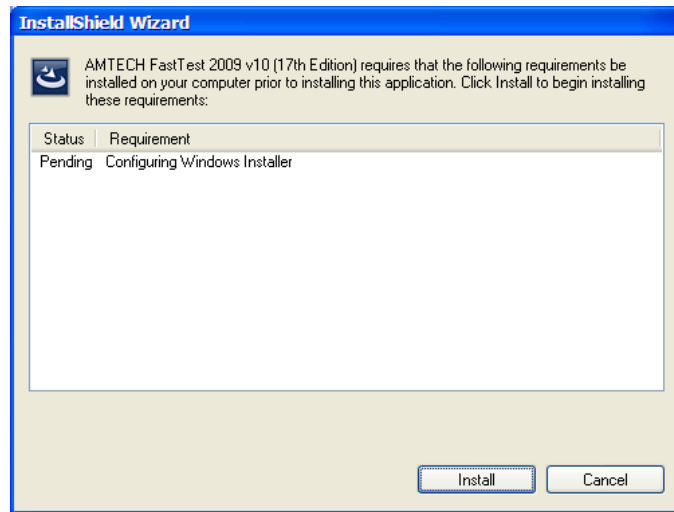 InstallShield Wizard
AMTECH FastTest 2009 v10 (17th Edition) requires that the following requirements be
installed on your computer prior to installing this application. Click Install to begin installing
these requirements:
Status Requirement
Pending Configuring Windows Installer
Install Cancel